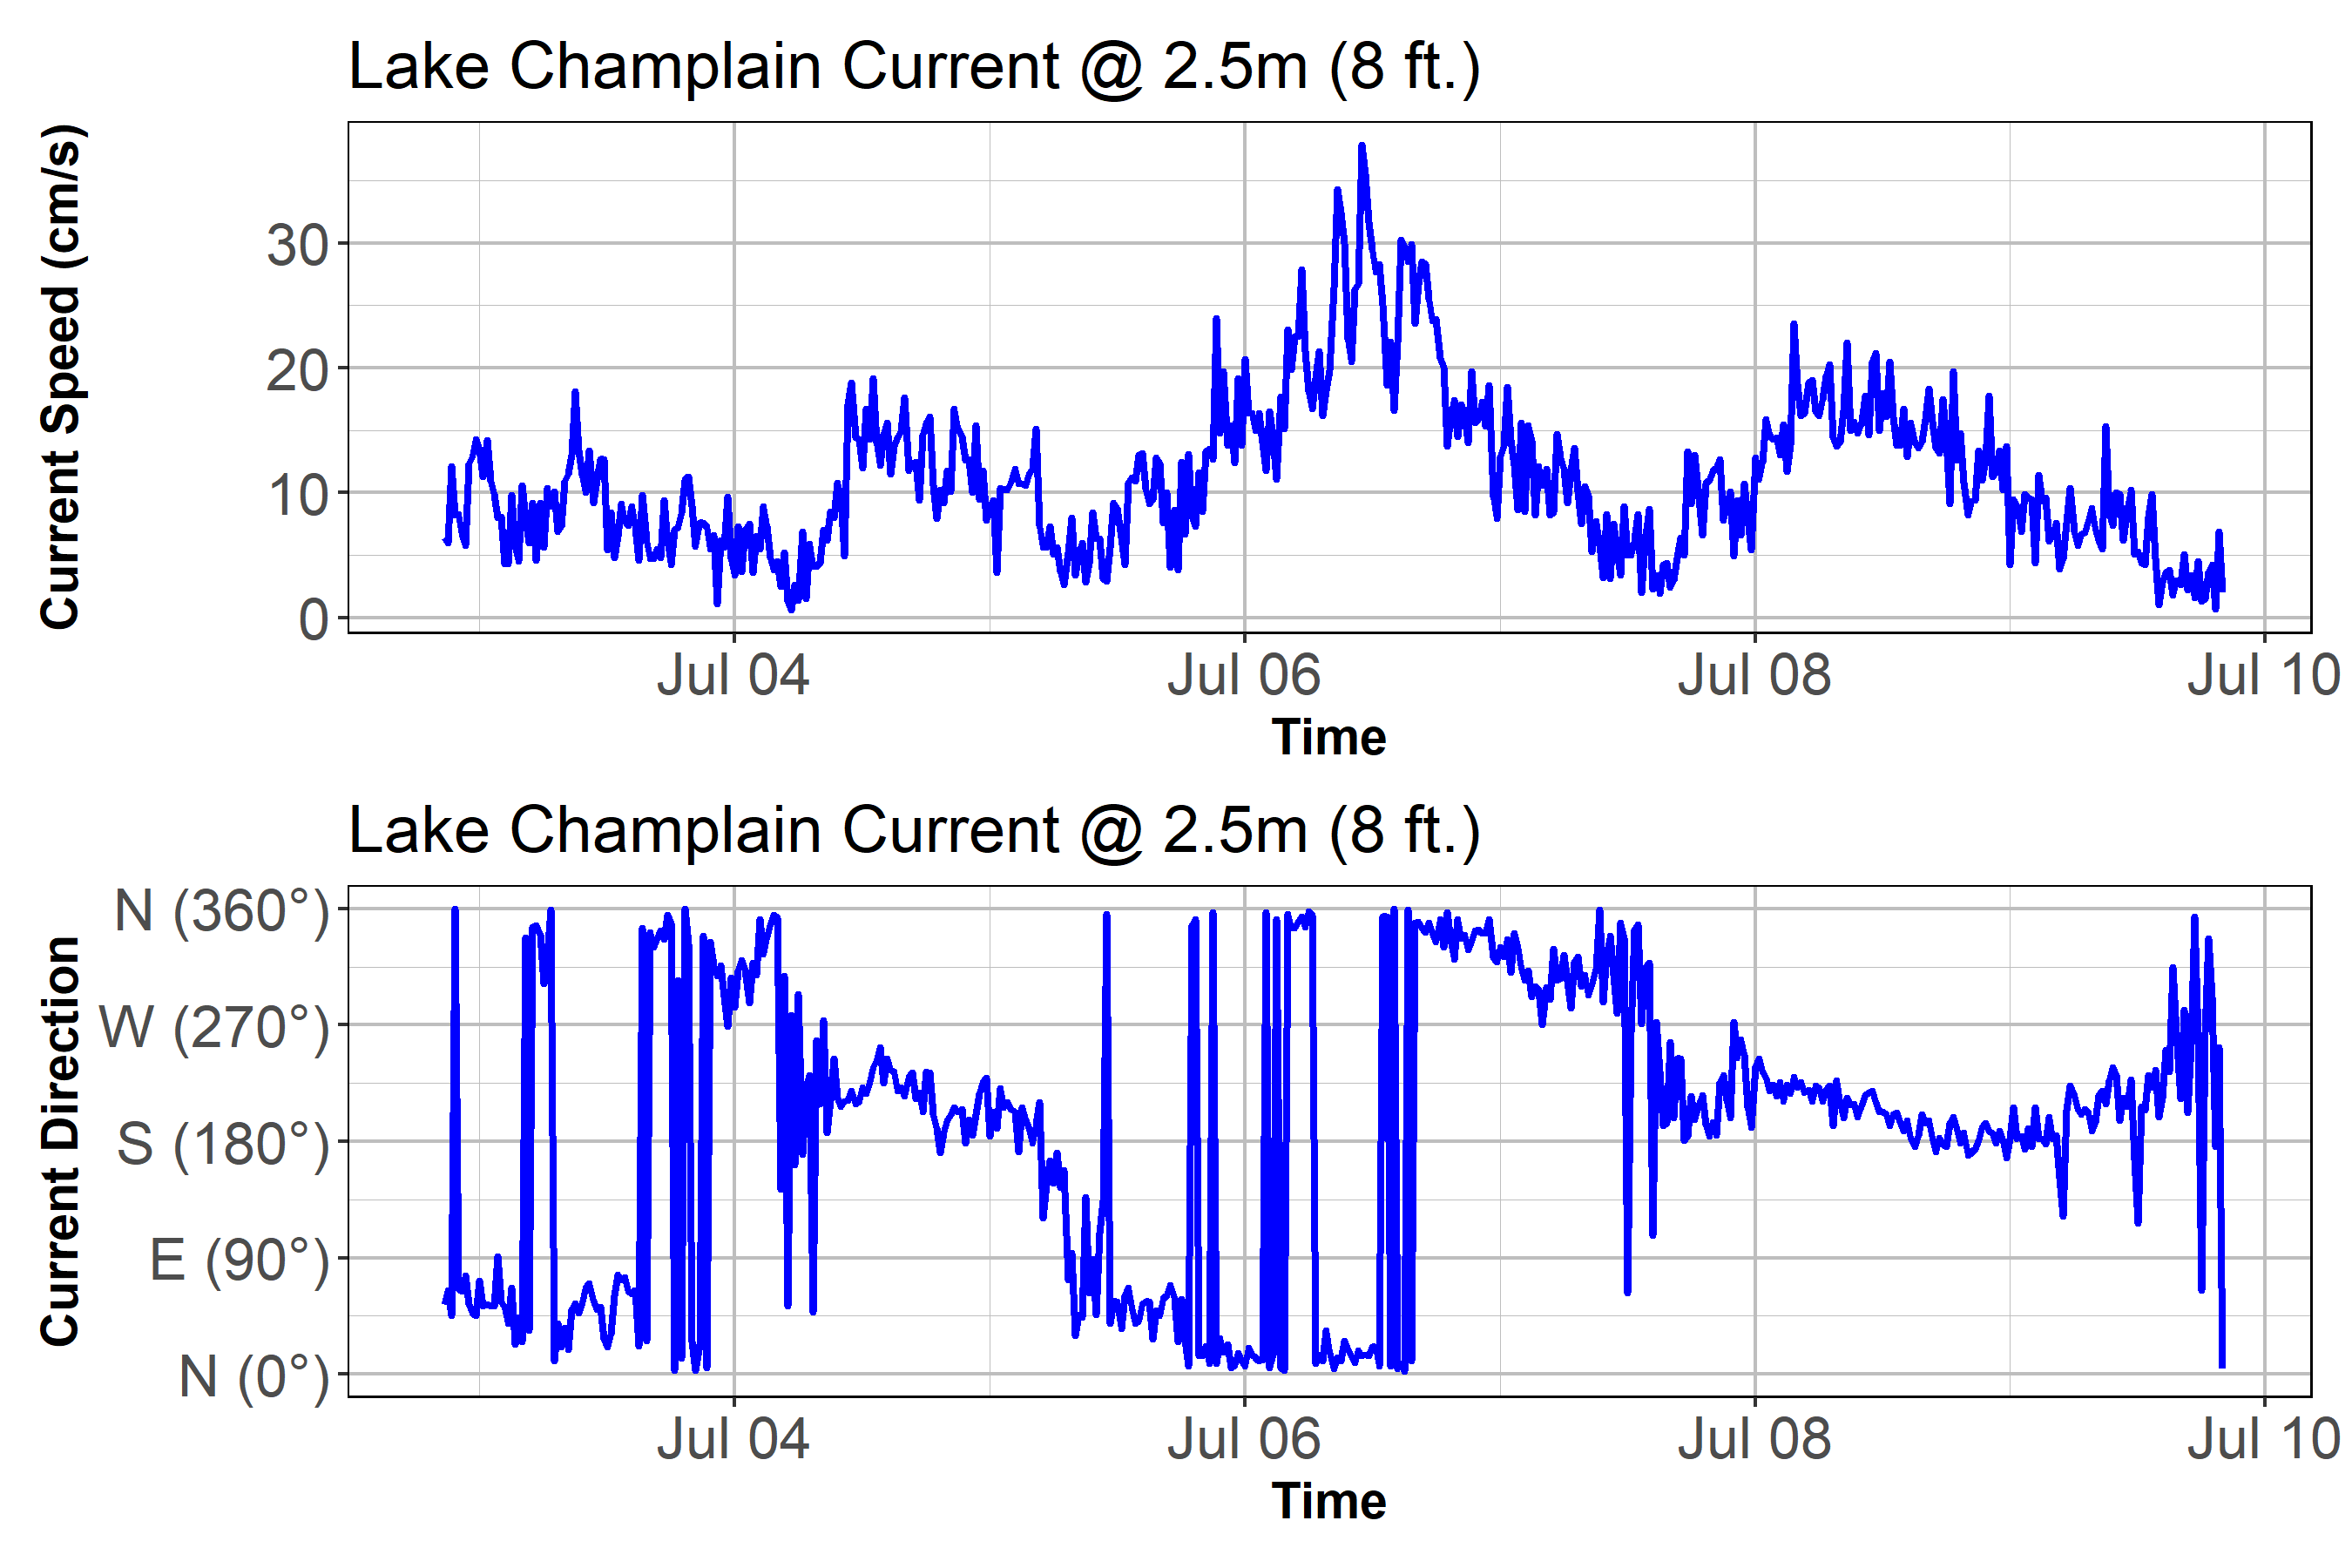 Lake Champlain Current @ 2.5m (8 ft.)
Current Speed (cm/s)
30
20
10
0
Jul 04 Jul 06 Jul 08 Jul 10
Time
Lake Champlain Current @ 2.5m (8 ft.)
Current Direction
N (360°)
W (270°)
S (180°)
E (90°)
N (0°)
Jul 04 Jul 06 Jul 08 Jul 10
Time